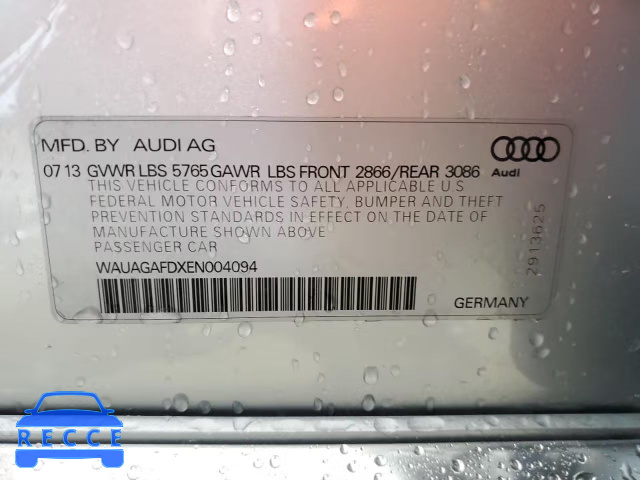 MFD. BY AUDI AG
07 13 GVWR LBS 5765 GAWR LBS FRONT 2866/REAR 3086
Audi
THIS VEHICLE CONFORMS TO ALL APPLICABLE U S
FEDERAL MOTOR VEHICLE SAFETY, BUMPER AND THEFT
PREVENTION STANDARDS IN EFFECT ON THE DATE OF
MANUFACTURE SHOWN ABOVE
PASSENGER CAR
2913625
WAUAGAFDXEN004094
GERMANY
RECCE